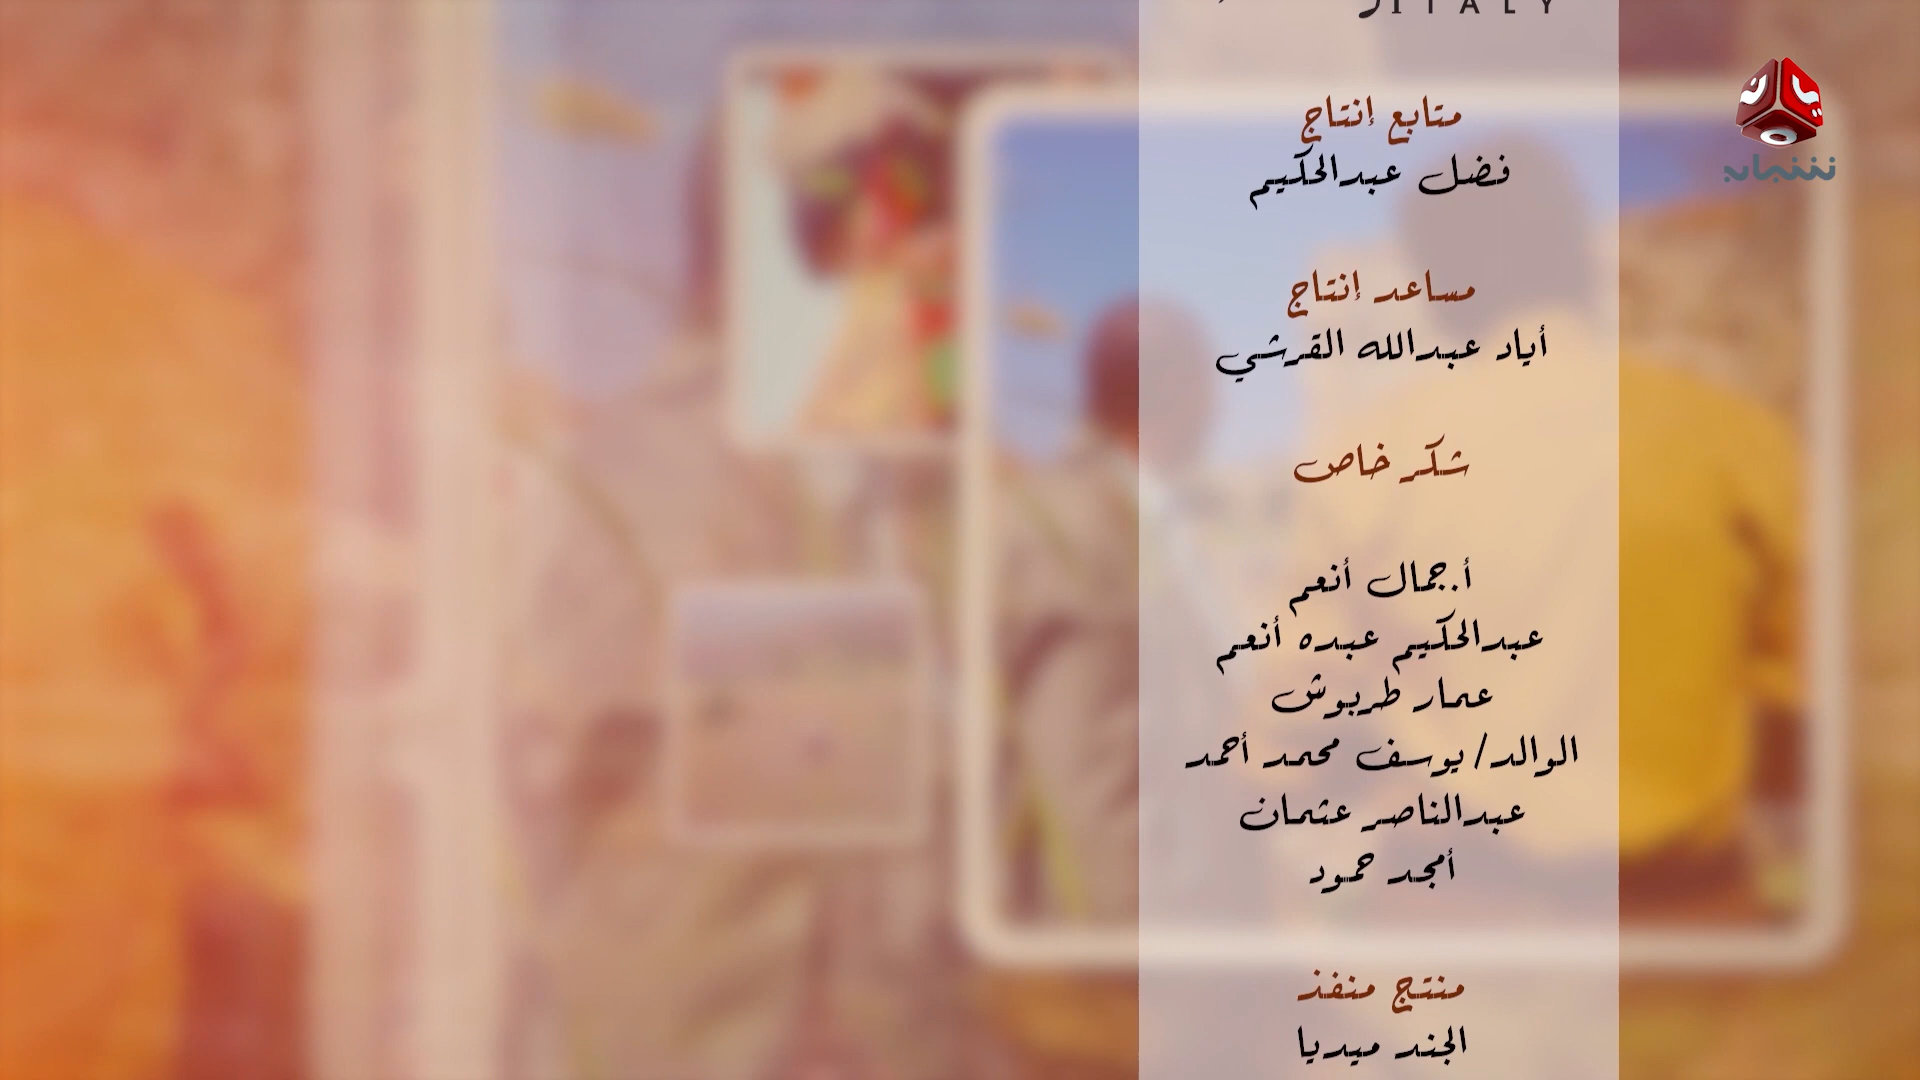 ITALY
متابع إنتاج
فضل عبدالحكيم
مساعد إنتاج
أياد عبدالله القرشي
شكر خاص
أ.جمال أنعم
عبدالحكيم عبده أنعم
عمار طربوش
الوالد/يوسف محمد أحمد
عبدالناصر عثمان
أمجد حمود
منتج منفذ
الجند ميديا